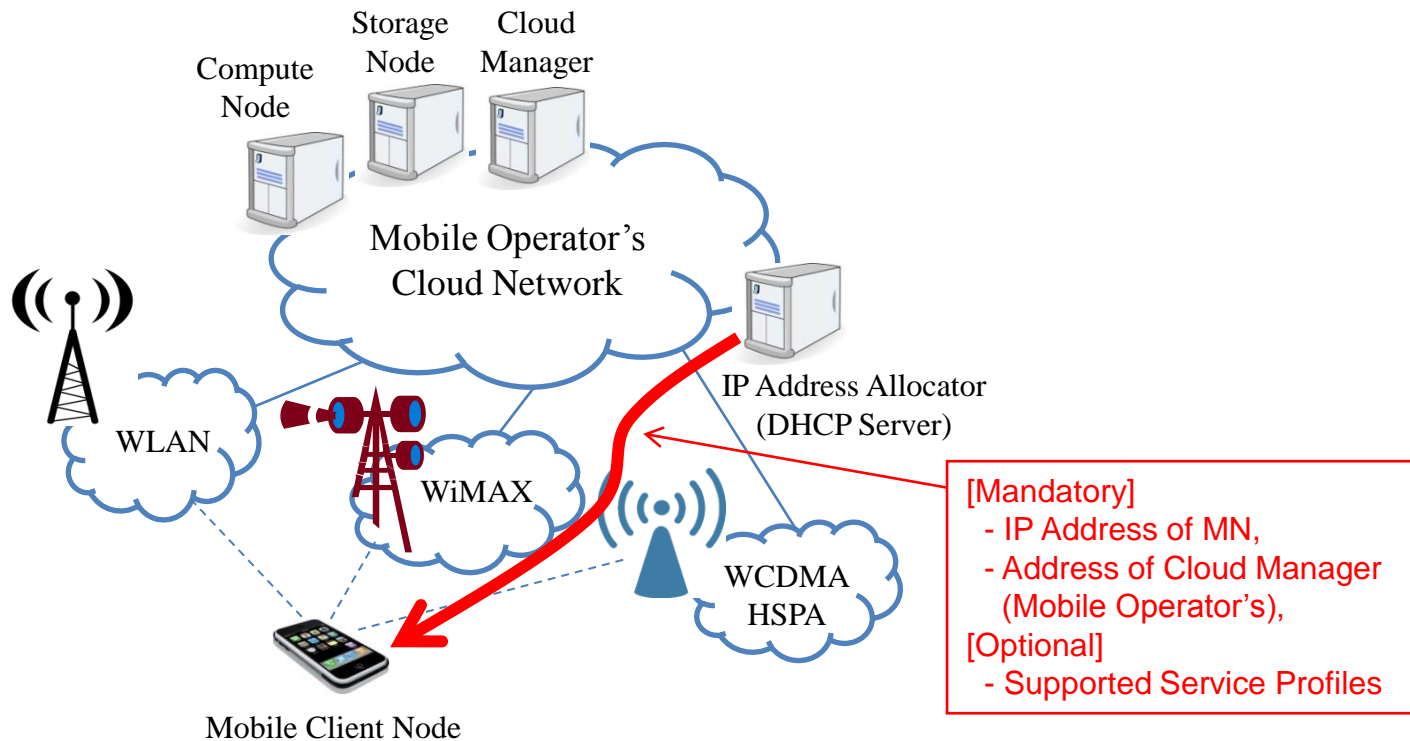 Storage
Node
Cloud
Manager
Compute
Node
Mobile Operator’s
Cloud Network
IP Address Allocator
(DHCP Server)
WLAN
WiMAX
WCDMA
HSPA
[Mandatory]
- IP Address of MN,
- Address of Cloud Manager
(Mobile Operator’s),
[Optional]
- Supported Service Profiles
Mobile Client Node